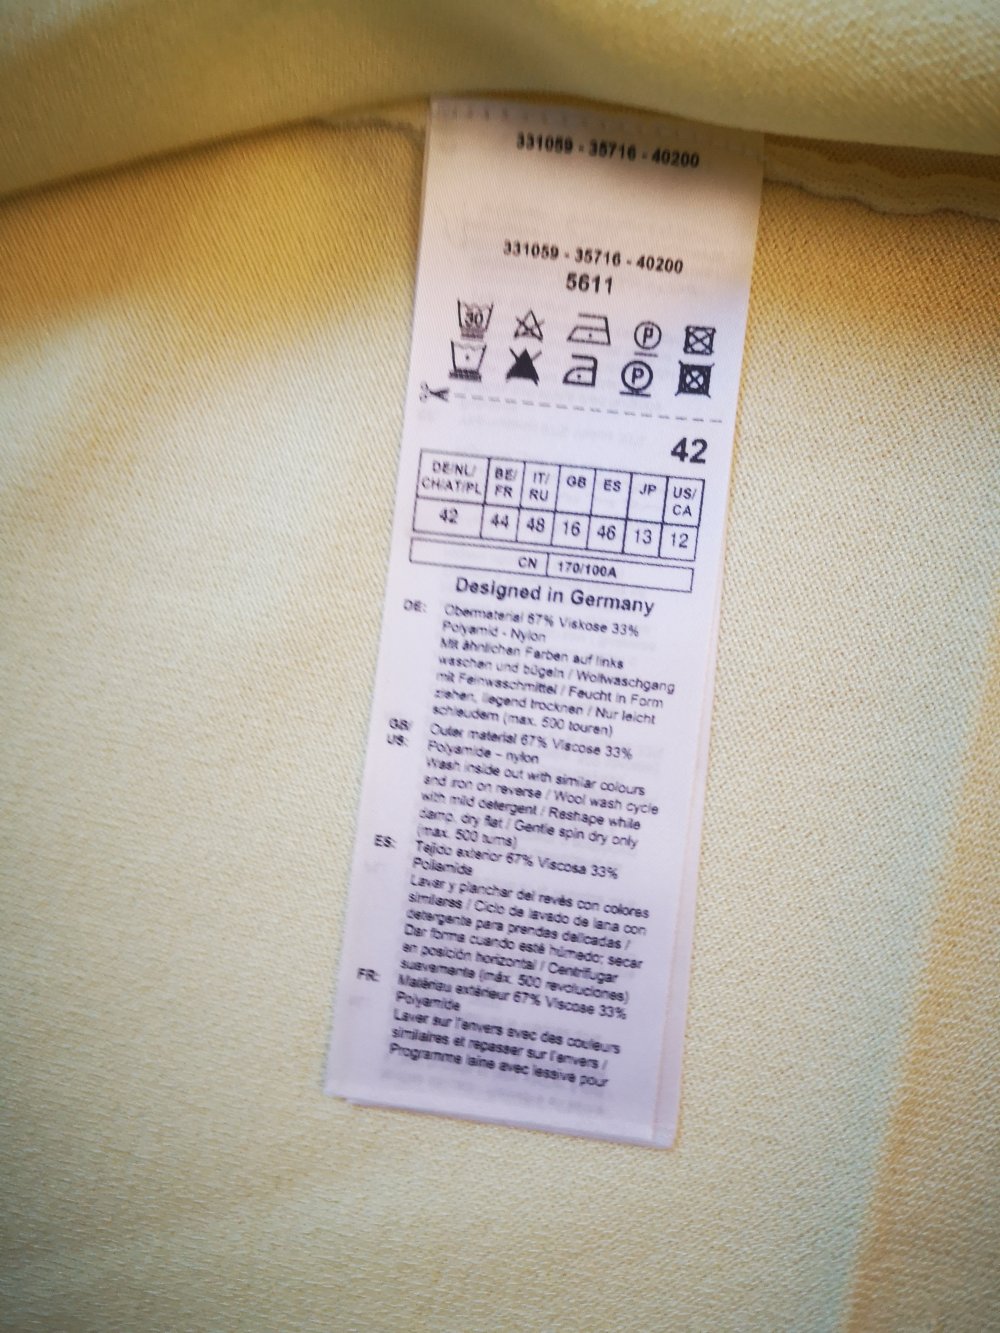 331059 - 35716 - 40200
331059 - 35716 - 40200
5611
30
P
P
42
DE/NL/ CH/AT/PL BE/ FR IT/ RU GB ES JP US/ CA
42 44 48 16 46 13 12
CN 170/100A
Designed in Germany
DE: Obermaterial 67% Viskose 33%
Polyamid - Nylon
Mit ähnlichen Farben auf links
waschen und bügeln / Wollwaschgang
mit Feinwaschmittel / Feucht in Form
ziehen, liegend trocknen / Nur leicht
schleudern (max. 500 touren)
GB/ US: Outer material 67% Viscose 33%
Polyamide – nylon
Wash inside out with similar colours
and iron on reverse / Wool wash cycle
with mild detergent / Reshape while
damp, dry flat / Gentle spin dry only
(max. 500 turns)
ES: Tejido exterior 67% Viscosa 33%
Poliamida
Lavar y planchar del revés con colores
similares / Ciclo de lavado de lana con
detergente para prendas delicadas /
Dar forma cuando esté húmedo; secar
en posición horizontal / Centrifugar
suavemente (máx. 500 revoluciones)
FR: Matériau extérieur 67% Viscose 33%
Polyamide
Laver sur l'envers avec des couleurs
similaires et repasser sur l'envers /
Programme laine avec lessive pour